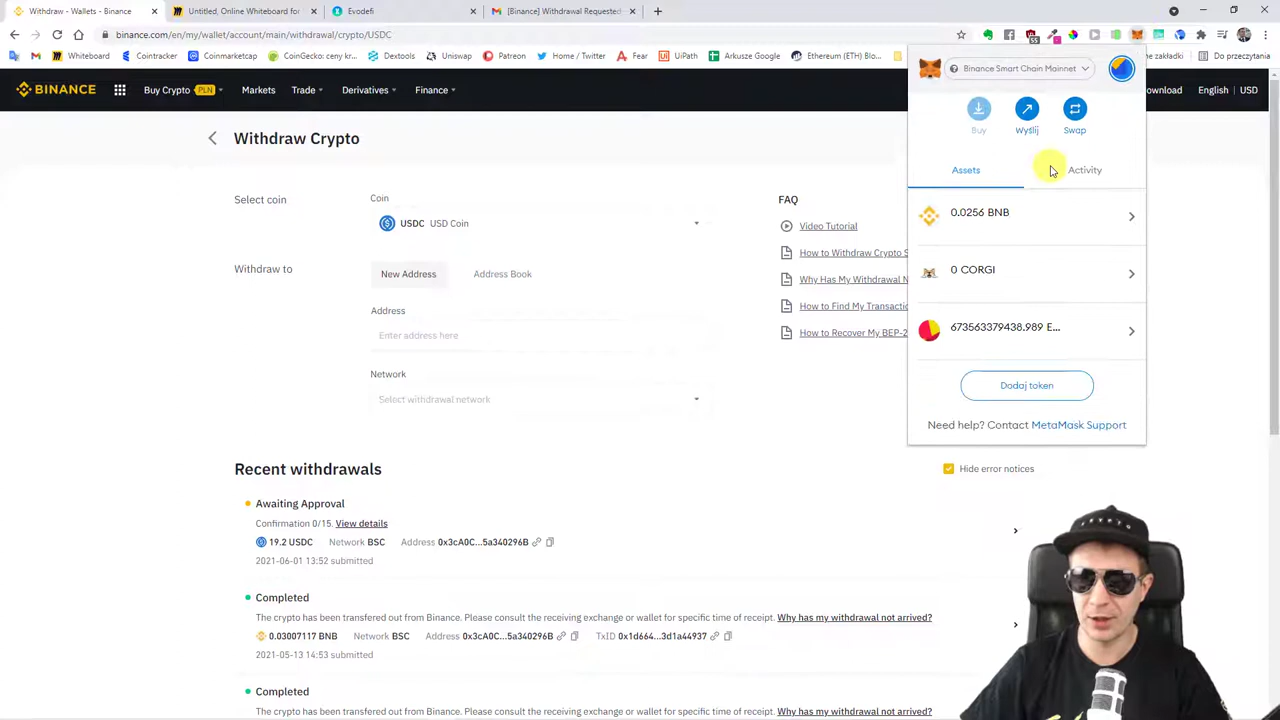 Withdraw - Wallets - Binance
Untitled, Online Whiteboard for
Evodefi
[Binance] Withdrawal Requested
binance.com/en/my/wallet/account/main/withdrawal/crypto/USDC
55
Whiteboard
Cointracker
Coinmarketcap
CoinGecko: ceny kr...
Dextools
Uniswap
Patreon
Home / Twitter
Fear
UiPath
Arkusze Google
Ethereum (ETH) Blo...
ne zakładki
Do przeczytania
BINANCE
Buy Crypto
PLN
Markets
Trade
Derivatives
Finance
wnload
English
USD
Binance Smart Chain Mainnet
Buy
Wyślij
Swap
Assets
Activity
0.0256 BNB
0 CORGI
673563379438.989 E...
Dodaj token
Need help? Contact MetaMask Support
Withdraw Crypto
Select coin
Coin
USDC USD Coin
Withdraw to
New Address
Address Book
Address
Enter address here
Network
Select withdrawal network
FAQ
Video Tutorial
How to Withdraw Crypto S
Why Has My Withdrawal N
How to Find My Transactio
How to Recover My BEP-2
Recent withdrawals
Hide error notices
Awaiting Approval
Confirmation 0/15. View details
19.2 USDC Network BSC Address 0x3cA0C...5a340296B
2021-06-01 13:52 submitted
Completed
The crypto has been transfered out from Binance. Please consult the receiving exchange or wallet for specific time of receipt. Why has my withdrawal not arrived?
0.03007117 BNB Network BSC Address 0x3cA0C...5a340296B TxID 0x1d664...3d1a44937
2021-05-13 14:53 submitted
Completed
The crypto has been transfered out from Binance. Please consult the receiving exchange or wallet for specific time of receipt. Why has my withdrawal not arrived?
CRYPTO